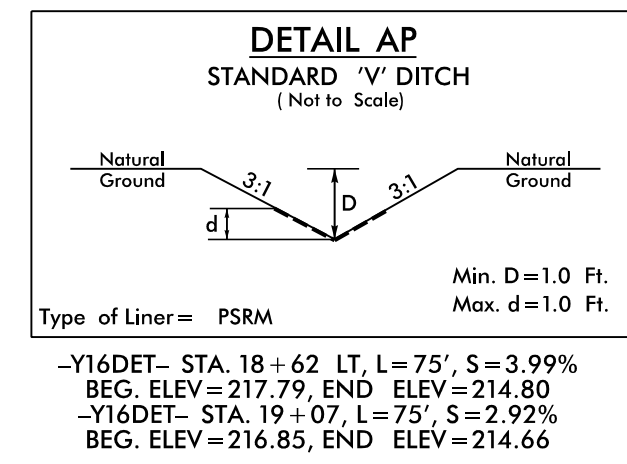 DETAIL AP
STANDARD 'V' DITCH
( Not to Scale)
Natural
Ground
3:1
D
3:1
Natural
Ground
d
Min. D=1.0 Ft.
Max. d=1.0 Ft.
Type of Liner= PSRM
–Y16DET– STA. 18+62 LT, L=75', S=3.99%
BEG. ELEV=217.79, END ELEV=214.80
–Y16DET– STA. 19+07, L=75', S=2.92%
BEG. ELEV=216.85, END ELEV=214.66